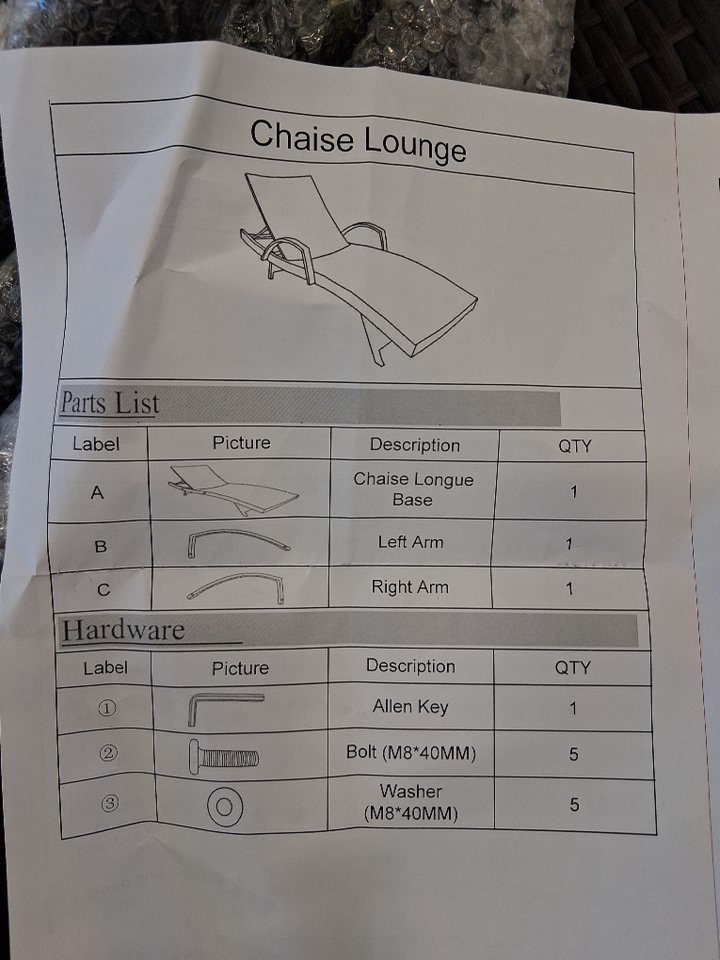 Chaise Lounge
Parts List
Label Picture Description QTY
A Chaise Longue Base 1
B Left Arm 1
C Right Arm 1
Hardware
Label Picture Description QTY
① Allen Key 1
② Bolt (M8*40MM) 5
③ Washer (M8*40MM) 5